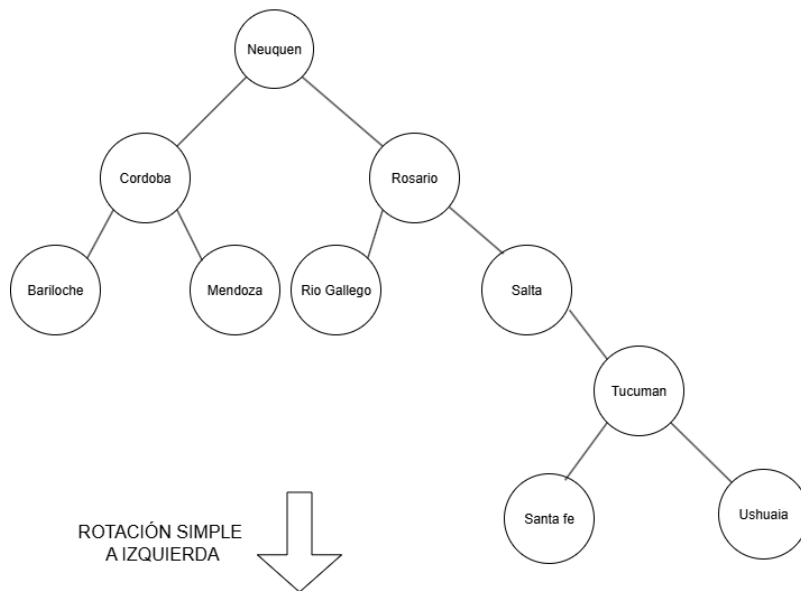 Neuquen
Cordoba
Rosario
Bariloche
Mendoza
Rio Gallego
Salta
Tucuman
Santa fe
Ushuaia
ROTACIÓN SIMPLE
A IZQUIERDA